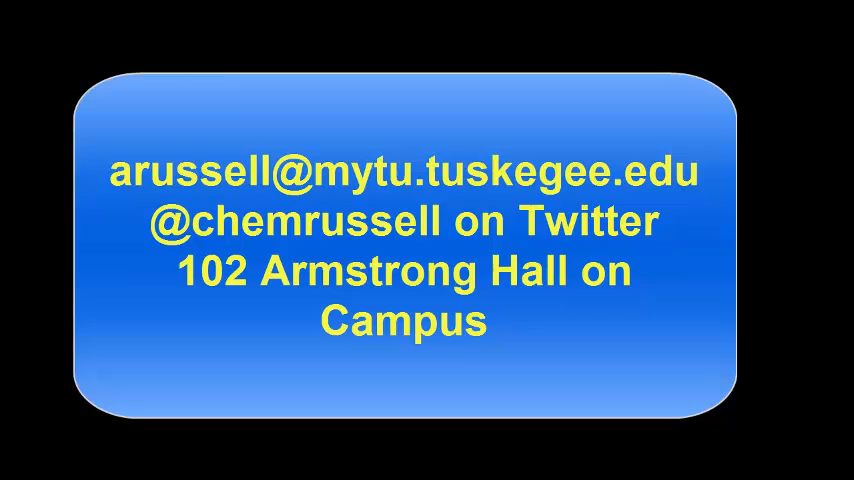 arussell@mytu.tuskegee.edu
@chemrussell on Twitter
102 Armstrong Hall on
Campus